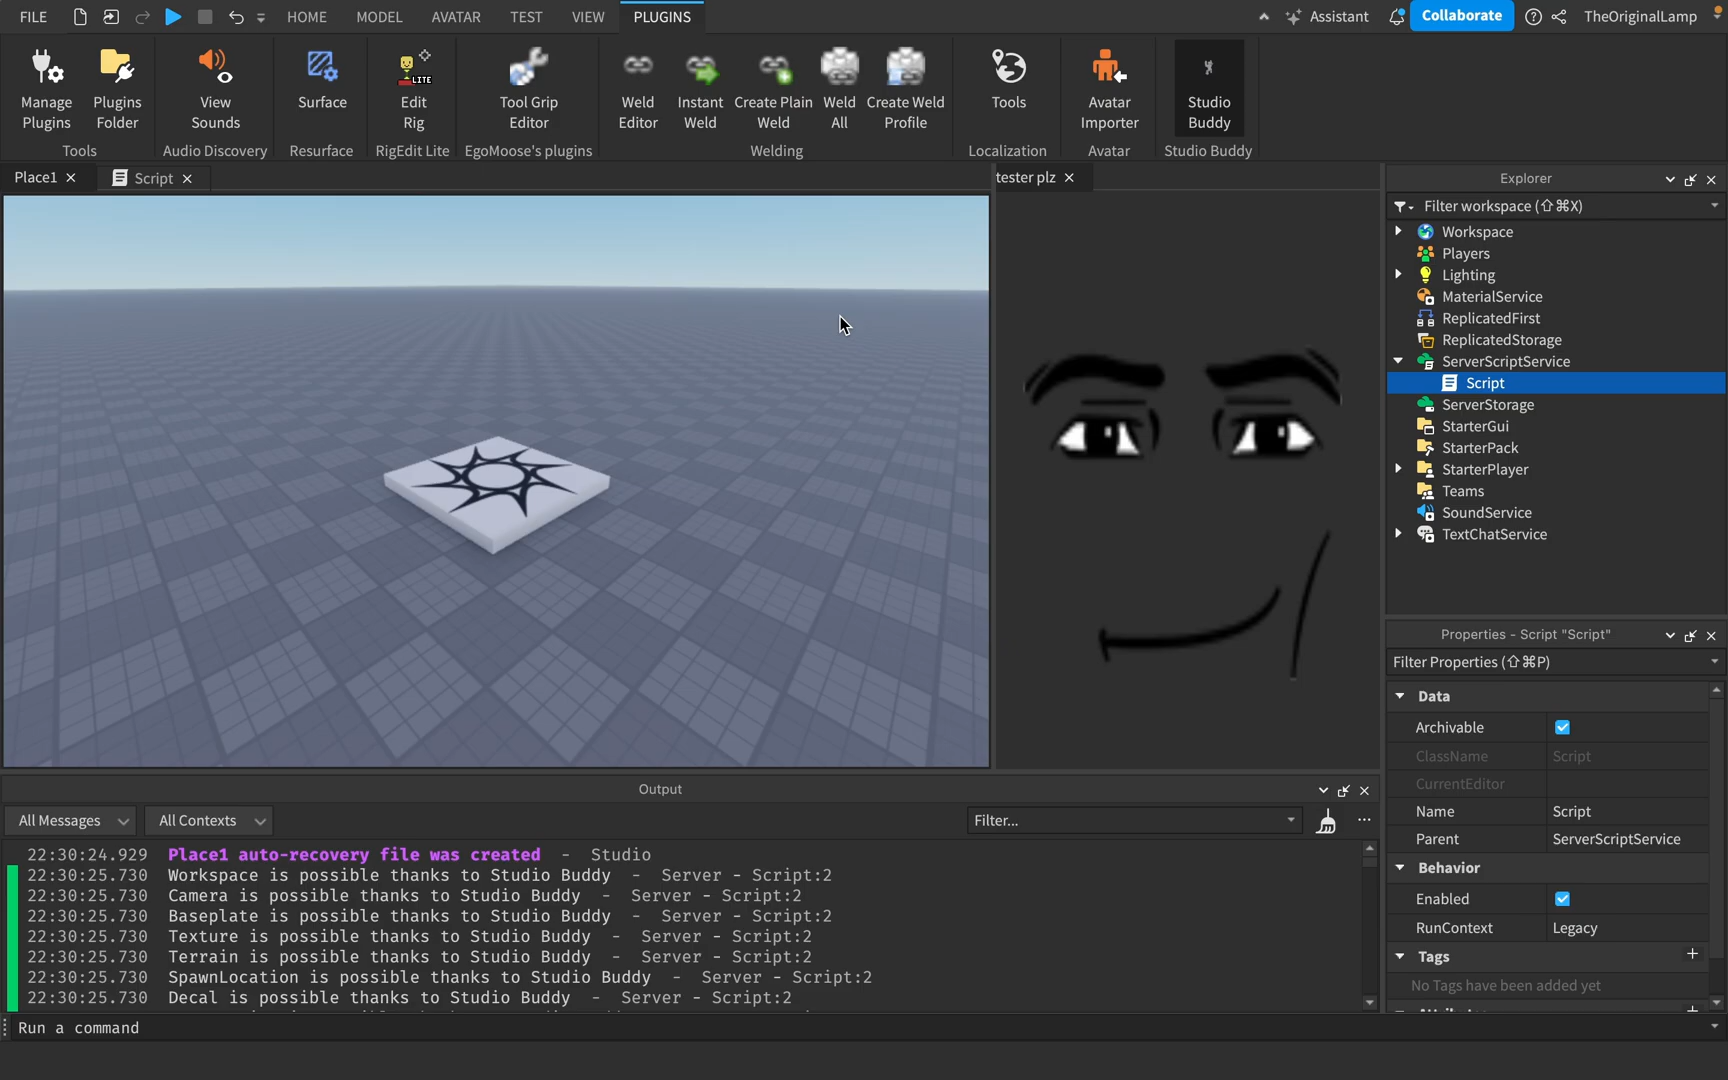 FILE HOME MODEL AVATAR TEST VIEW PLUGINS Assistant Collaborate TheOriginalLamp
Manage Plugins
Plugins Folder
Tools
View Sounds
Audio Discovery
Surface
Resurface
LITE
Edit Rig
RigEdit Lite
Tool Grip Editor
EgoMoose's plugins
Weld Editor
Instant Weld
Create Plain Weld
Weld All
Create Weld Profile
Welding
Tools
Localization
Avatar Importer
Avatar
Studio Buddy
Studio Buddy
Place1
Script
tester plz
Explorer
Filter workspace (⇧⌘X)
Workspace
Players
Lighting
MaterialService
ReplicatedFirst
ReplicatedStorage
ServerScriptService
Script
ServerStorage
StarterGui
StarterPack
StarterPlayer
Teams
SoundService
TextChatService
Properties - Script "Script"
Filter Properties (⇧⌘P)
Data
Archivable
ClassName Script
CurrentEditor
Name Script
Parent ServerScriptService
Behavior
Enabled
RunContext Legacy
Tags
No Tags have been added yet
Output
All Messages All Contexts Filter...
22:30:24.929 Place1 auto-recovery file was created - Studio
22:30:25.730 Workspace is possible thanks to Studio Buddy - Server - Script:2
22:30:25.730 Camera is possible thanks to Studio Buddy - Server - Script:2
22:30:25.730 Baseplate is possible thanks to Studio Buddy - Server - Script:2
22:30:25.730 Texture is possible thanks to Studio Buddy - Server - Script:2
22:30:25.730 Terrain is possible thanks to Studio Buddy - Server - Script:2
22:30:25.730 SpawnLocation is possible thanks to Studio Buddy - Server - Script:2
22:30:25.730 Decal is possible thanks to Studio Buddy - Server - Script:2
Run a command